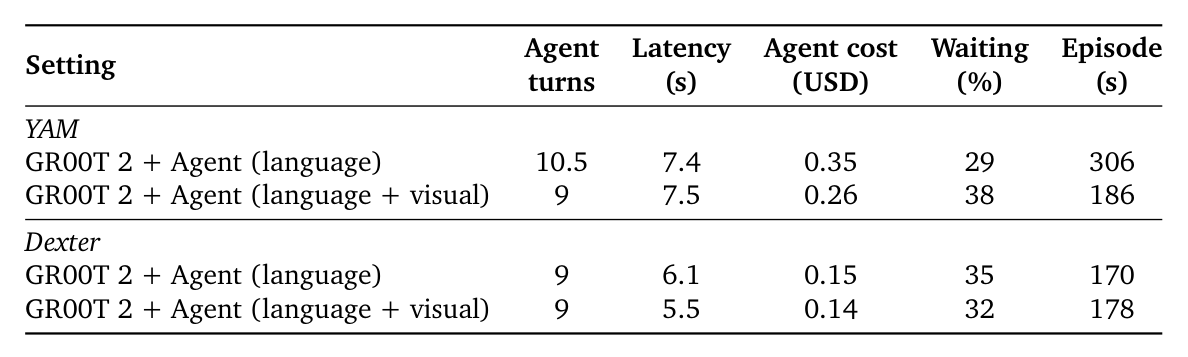 Setting Agent turns Latency (s) Agent cost (USD) Waiting (%) Episode (s)
YAM
GR00T 2 + Agent (language) 10.5 7.4 0.35 29 306
GR00T 2 + Agent (language + visual) 9 7.5 0.26 38 186
Dexter
GR00T 2 + Agent (language) 9 6.1 0.15 35 170
GR00T 2 + Agent (language + visual) 9 5.5 0.14 32 178